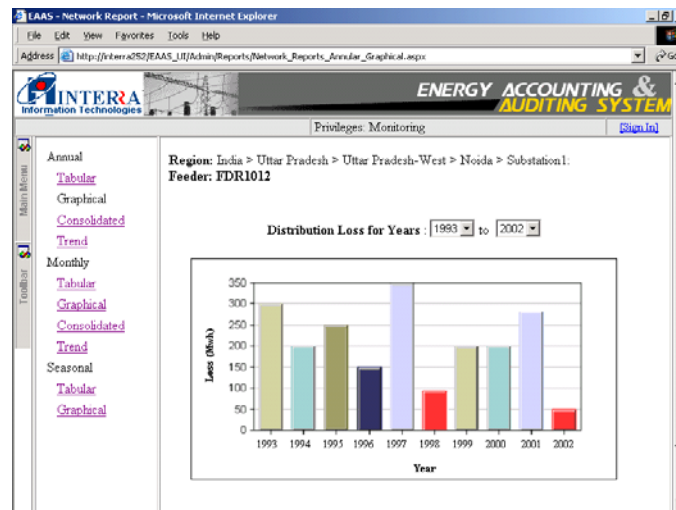 EAAS - Network Report - Microsoft Internet Explorer
File Edit View Favorites Tools Help
Address http://interra252/EAAS_UI/Admin/Reports/Network_Reports_Annular_Graphical.aspx Go
INTERRA
Information Technologies
ENERGY ACCOUNTING &
AUDITING SYSTEM
Privileges: Monitoring [Sign In]
Main Menu
Toolbar
Annual
Tabular
Graphical
Consolidated
Trend
Monthly
Tabular
Graphical
Consolidated
Trend
Seasonal
Tabular
Graphical
Region: India > Uttar Pradesh > Uttar Pradesh-West > Noida > Substation1:
Feeder: FDR1012
Distribution Loss for Years : 1993 to 2002
Loss (Mwh)
350
300
250
200
150
100
50
0
1993 1994 1995 1996 1997 1998 1999 2000 2001 2002
Year